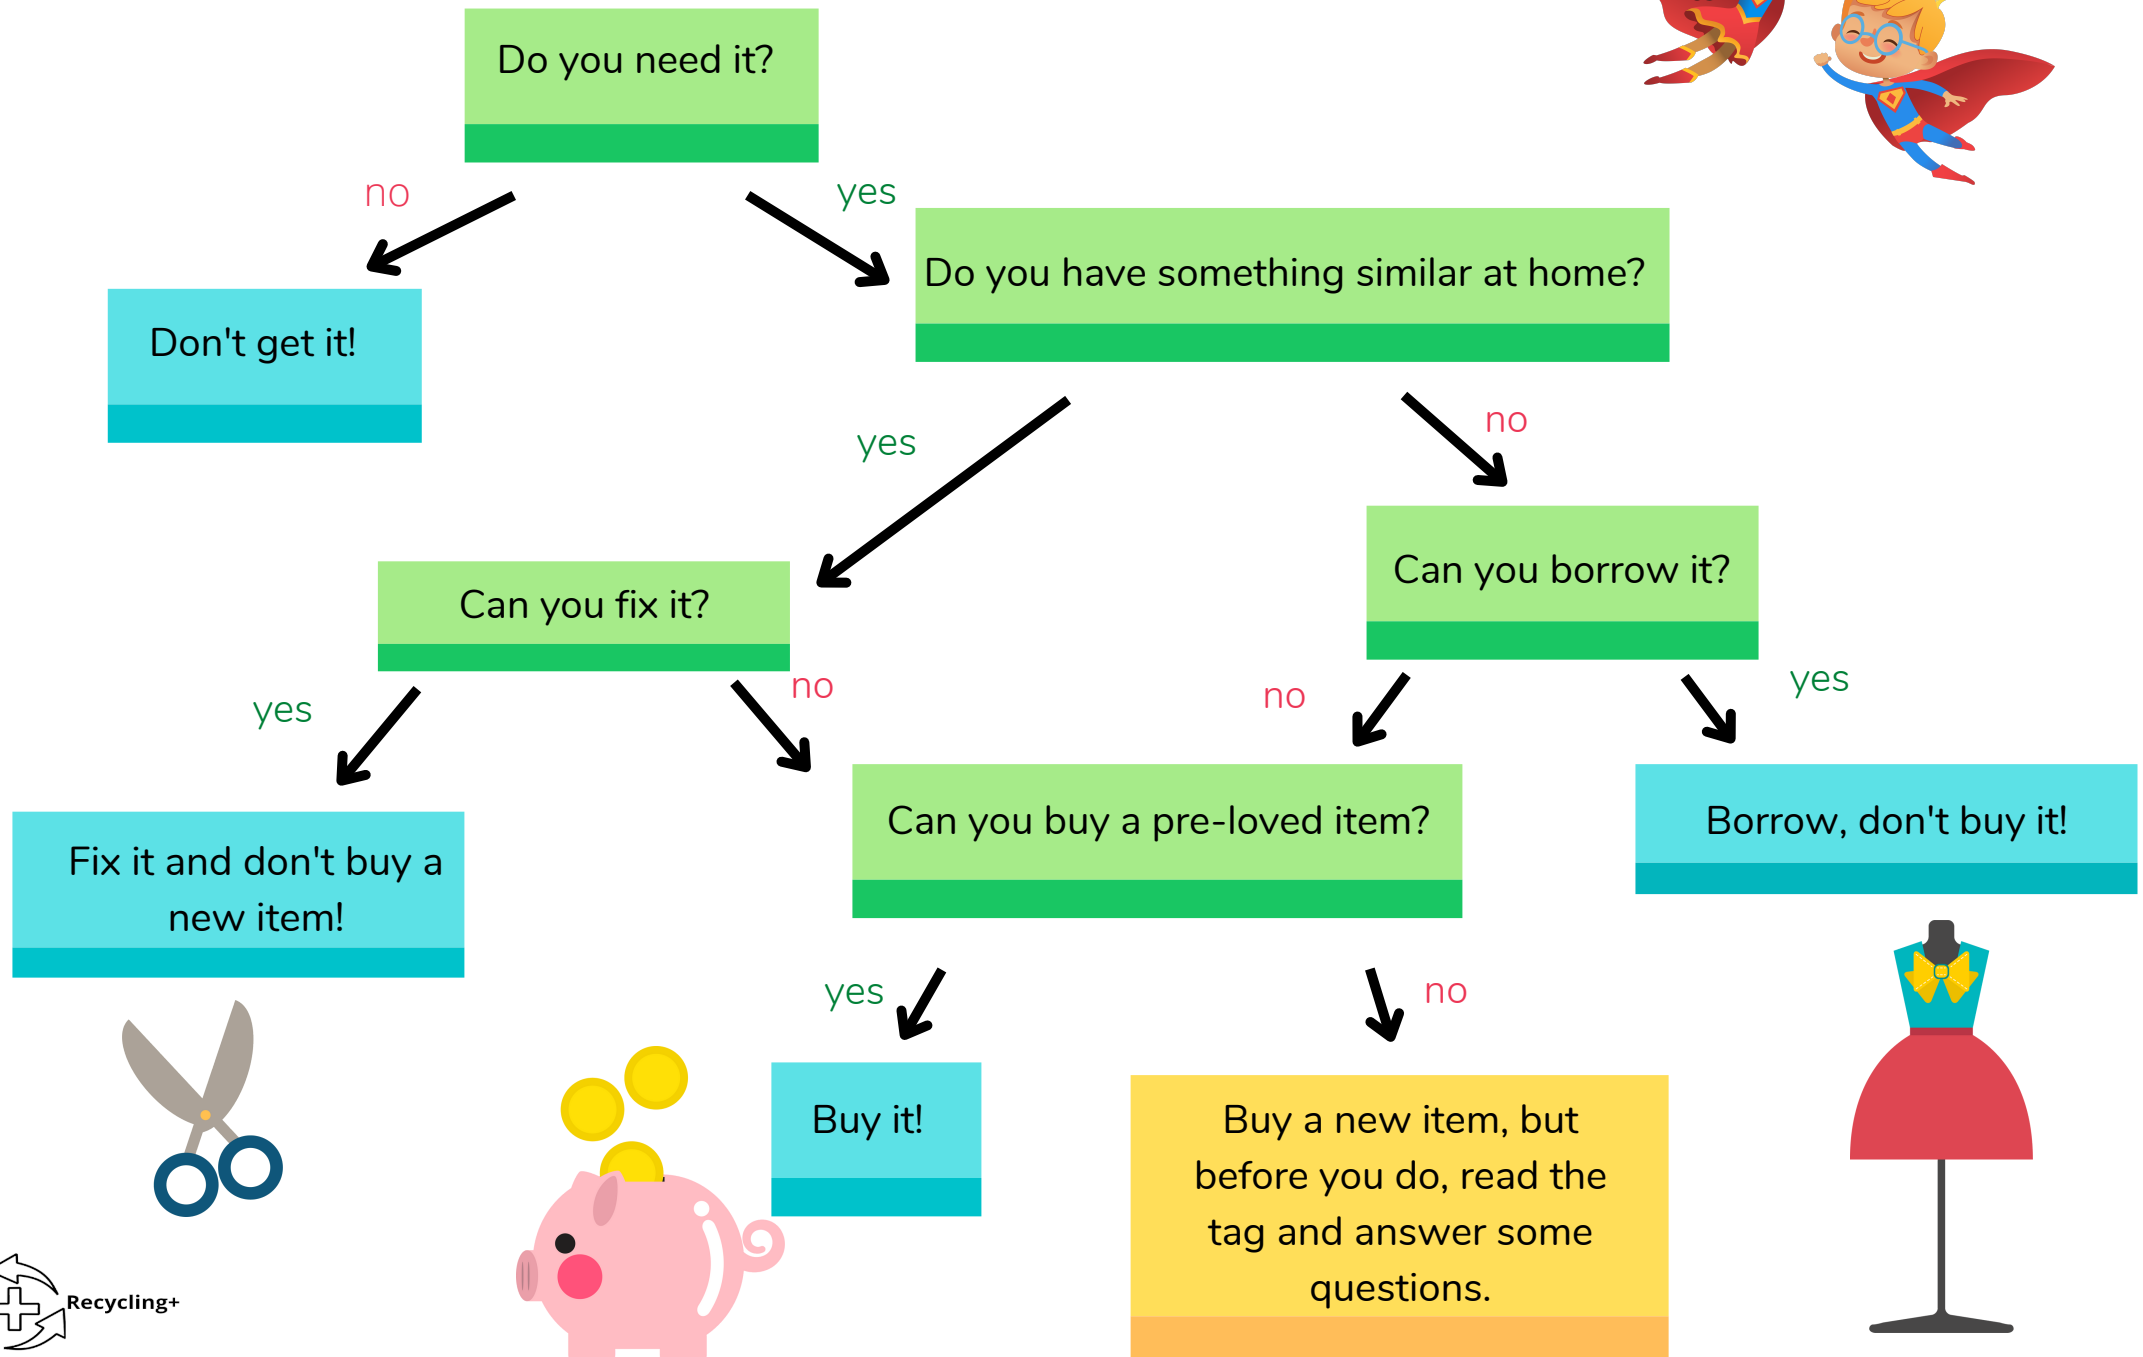 Do you need it?
no
yes
Don't get it!
Do you have something similar at home?
yes
no
Can you fix it?
Can you borrow it?
yes
no
no
yes
Fix it and don't buy a
new item!
Can you buy a pre-loved item?
Borrow, don't buy it!
yes
no
Buy it!
Buy a new item, but
before you do, read the
tag and answer some
questions.
Recycling+